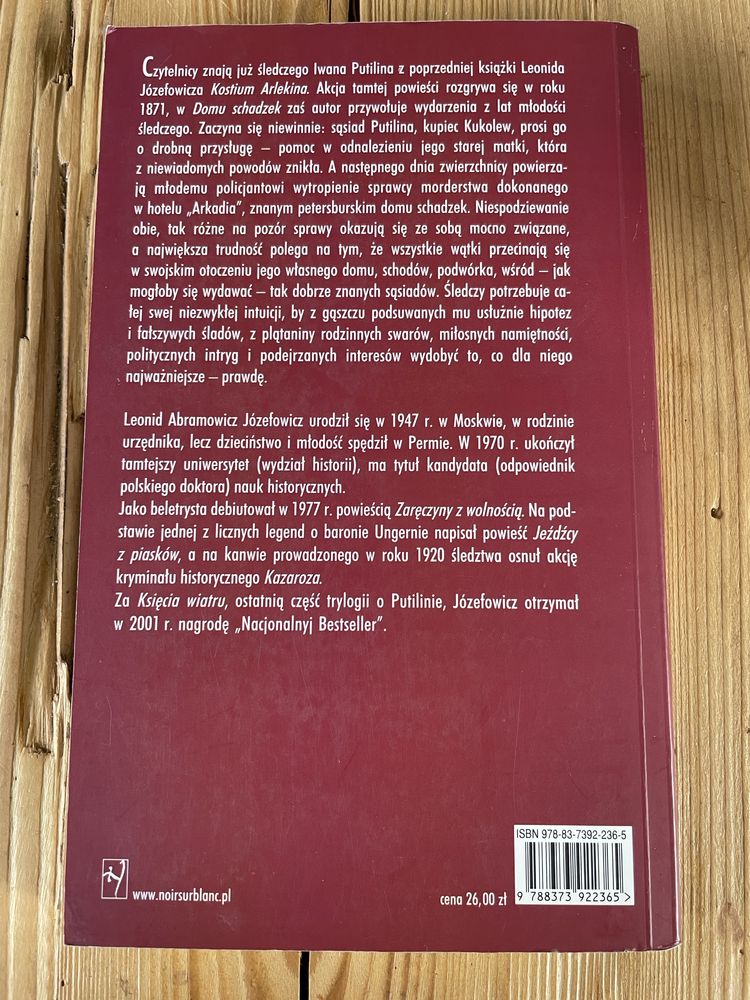 Czytelnicy znają już śledczego Iwana Putilina z poprzedniej książki Leonida
Józefowicza Kostium Arlekina. Akcja tamtej powieści rozgrywa się w roku
1871, w Domu schadzek zaś autor przywołuje wydarzenia z lat młodości
śledczego. Zaczyna się niewinnie: sąsiad Putilina, kupiec Kukolew, prosi go
o drobną przysługę – pomoc w odnalezieniu jego starej matki, która
z niewiadomych powodów znikła. A następnego dnia zwierzchnicy powierza-
ją młodemu policjantowi wytropienie sprawcy morderstwa dokonanego
w hotelu „Arkadia”, znanym petersburskim domu schadzek. Niespodziewanie
obie, tak różne na pozór sprawy okazują się ze sobą mocno związane,
a największa trudność polega na tym, że wszystkie wątki przecinają się
w swojskim otoczeniu jego własnego domu, schodów, podwórka, wśród – jak
mogłoby się wydawać – tak dobrze znanych sąsiadów. Śledczy potrzebuje ca-
łej swej niezwykłej intuicji, by z gąszczu podsuwanych mu usłużnie hipotez
i fałszywych śladów, z plątaniny rodzinnych swarów, miłosnych namiętności,
politycznych intryg i podejrzanych interesów wydobyć to, co dla niego
najważniejsze – prawdę.
Leonid Abramowicz Józefowicz urodził się w 1947 r. w Moskwie, w rodzinie
urzędnika, lecz dzieciństwo i młodość spędził w Permie. W 1970 r. ukończył
tamtejszy uniwersytet (wydział historii), ma tytuł kandydata (odpowiednik
polskiego doktora) nauk historycznych.
Jako beletrysta debiutował w 1977 r. powieścią Zaręczyny z wolnością. Na pod-
stawie jednej z licznych legend o baronie Ungernie napisał powieść Jeźdźcy
z piasków, a na kanwie prowadzonego w roku 1920 śledztwa osnuł akcję
kryminału historycznego Kazaroza.
Za Księcia wiatru, ostatnią część trylogii o Putilinie, Józefowicz otrzymał
w 2001 r. nagrodę „Nacjonalnyj Bestseller”.
ISBN 978-83-7392-236-5
9 788373 922365>
www.noirsurblanc.pl
cena 26,00 zł